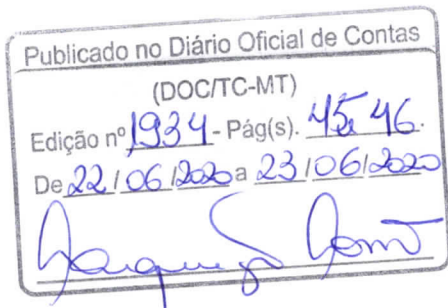 Publicado no Diário Oficial de Contas
(DOC/TC-MT)
Edição nº 1934 - Pág(s). 45 46.
De 22/06/2020 a 23/06/2020